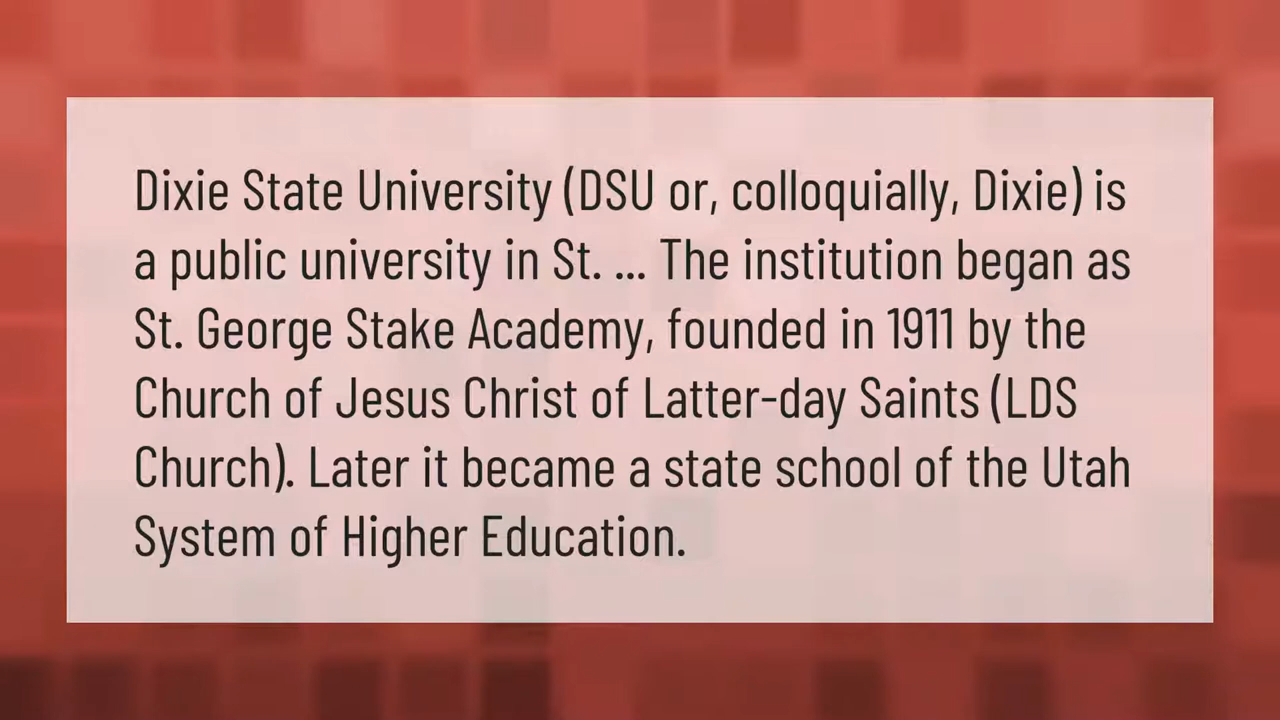 Dixie State University (DSU or, colloquially, Dixie) is
a public university in St. ... The institution began as
St. George Stake Academy, founded in 1911 by the
Church of Jesus Christ of Latter-day Saints (LDS
Church). Later it became a state school of the Utah
System of Higher Education.